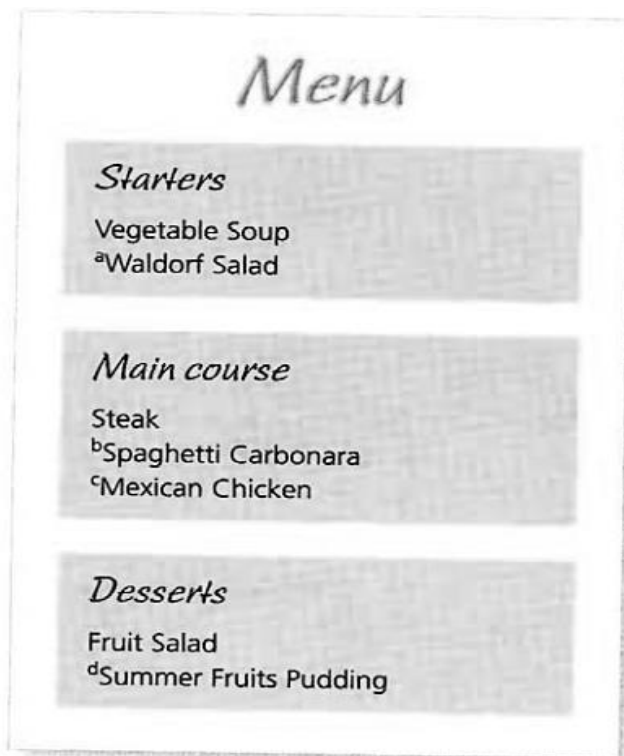 Menu
Starters
Vegetable Soup
ᵃWaldorf Salad
Main course
Steak
ᵇSpaghetti Carbonara
ᶜMexican Chicken
Desserts
Fruit Salad
ᵈSummer Fruits Pudding